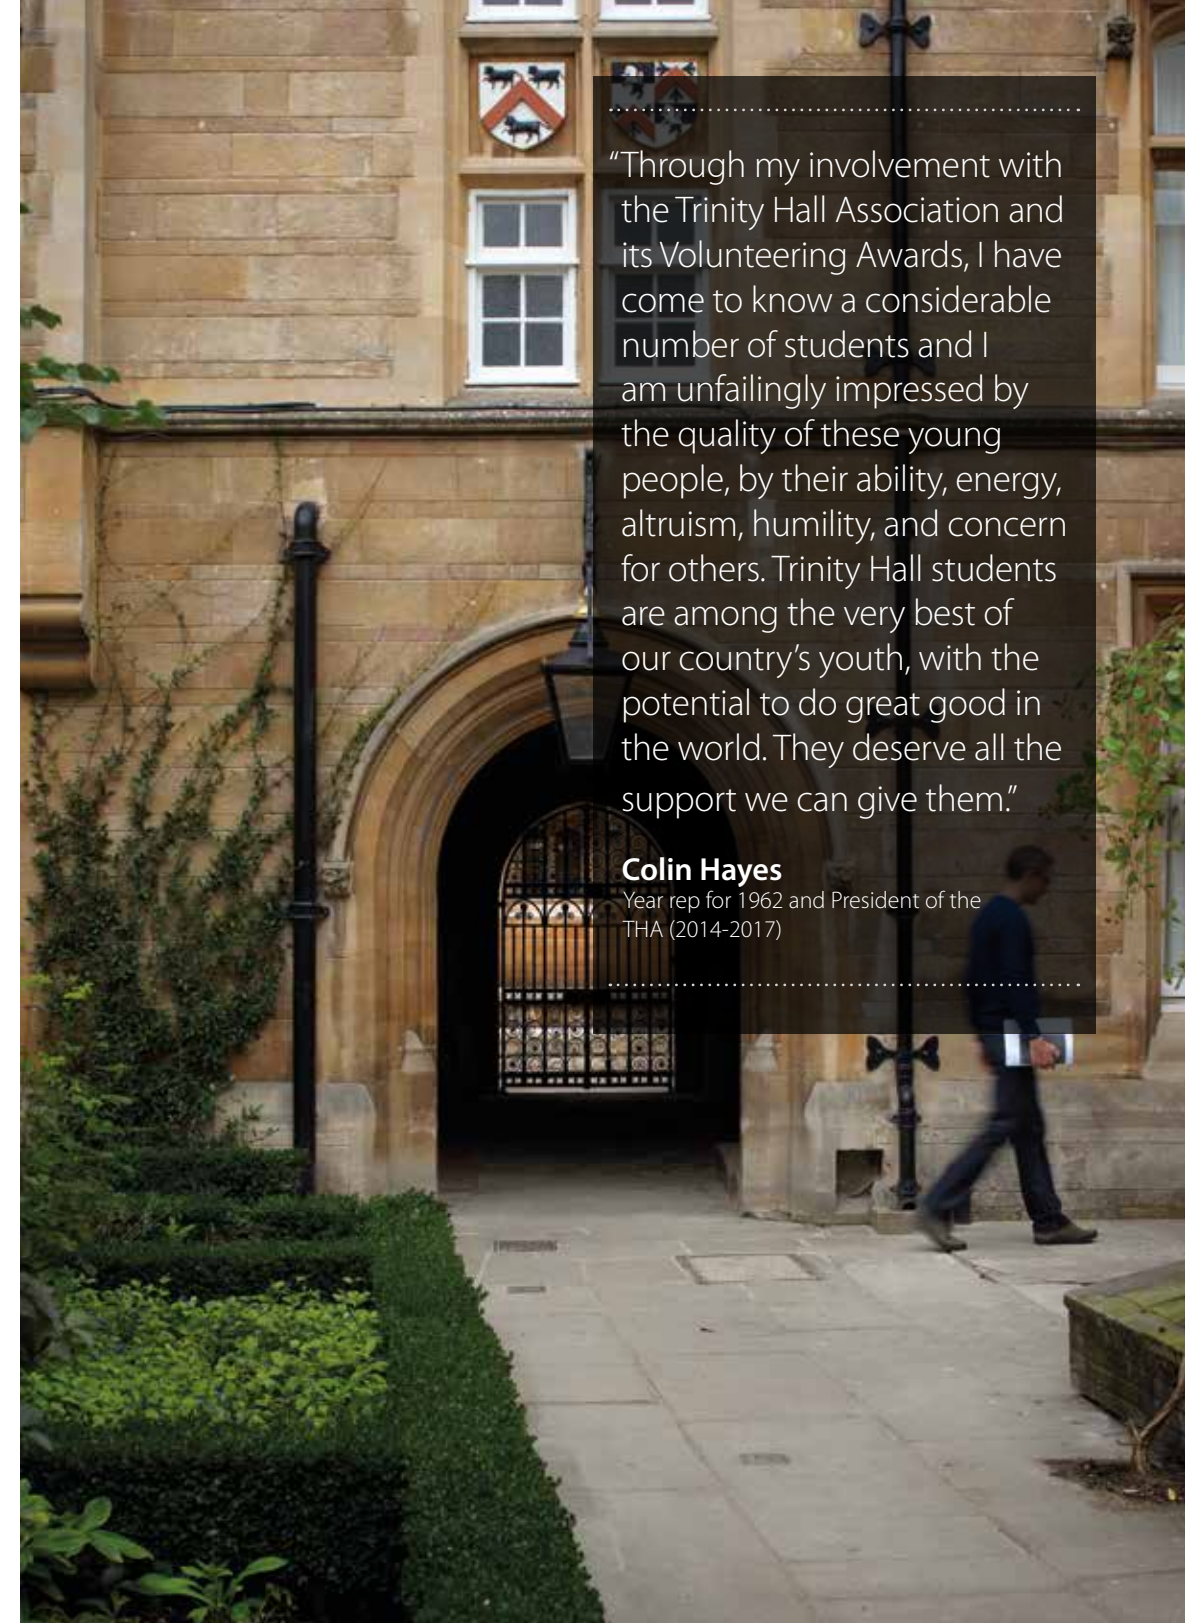 “Through my involvement with
the Trinity Hall Association and
its Volunteering Awards, I have
come to know a considerable
number of students and I
am unfailingly impressed by
the quality of these young
people, by their ability, energy,
altruism, humility, and concern
for others. Trinity Hall students
are among the very best of
our country’s youth, with the
potential to do great good in
the world. They deserve all the
support we can give them.”
Colin Hayes
Year rep for 1962 and President of the
THA (2014-2017)